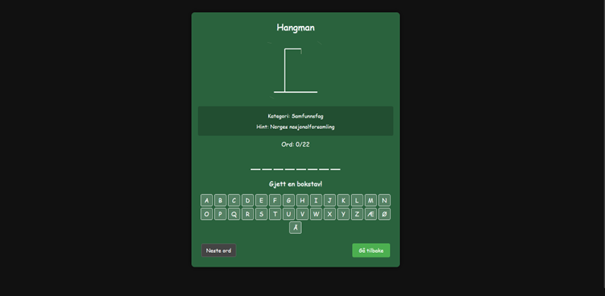 Hangman
Kategori: Samfunnsfag
Hint: Norges nasjonalforsamling
Ord: 0/22
Gjett en bokstav!
A B C D E F G H I J K L M N
O P Q R S T U V W X Y Z Æ Ø
Å
Neste ord Gå tilbake